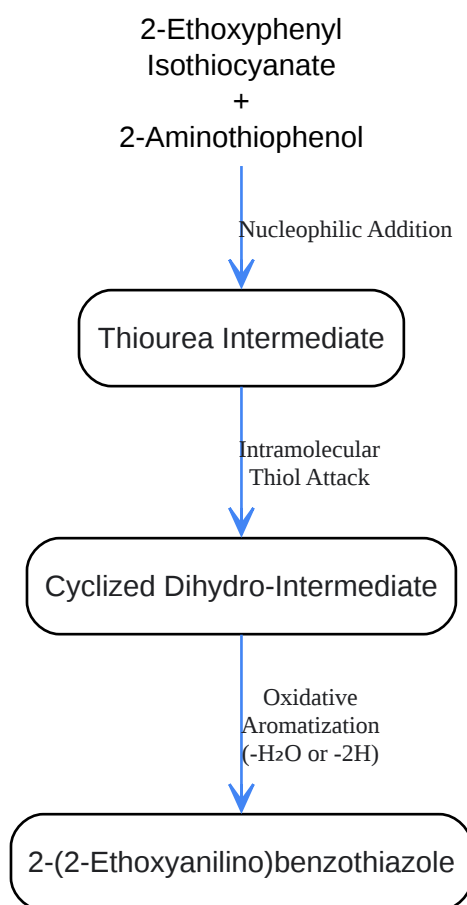 2-Ethoxyphenyl
Isothiocyanate
+
2-Aminothiophenol
Nucleophilic Addition
Thiourea Intermediate
Intramolecular
Thiol Attack
Cyclized Dihydro-Intermediate
Oxidative
Aromatization
(-H₂O or -2H)
2-(2-Ethoxyanilino)benzothiazole